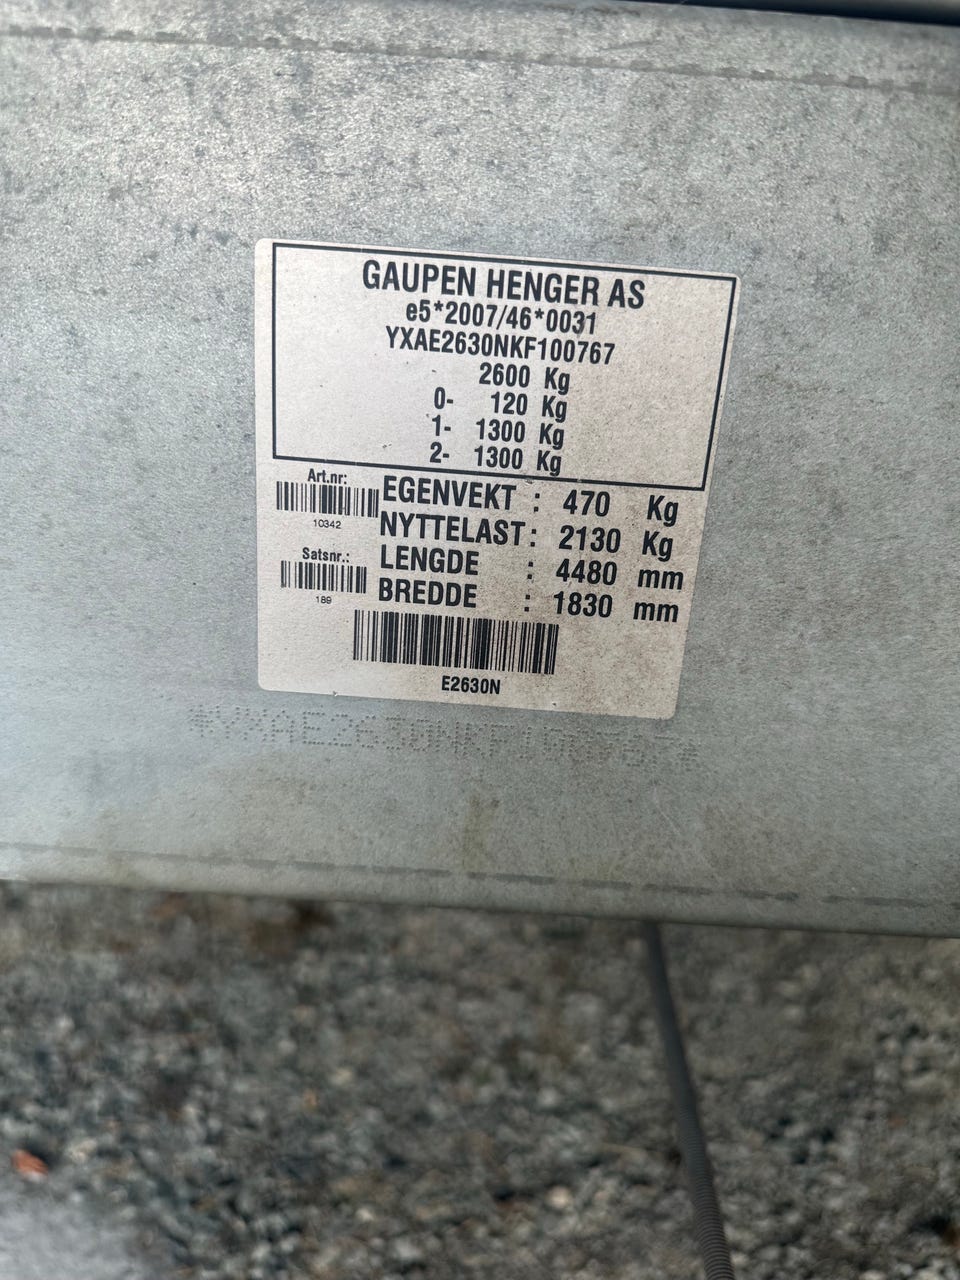 GAUPEN HENGER AS
e5*2007/46*0031
YXAE2630NKF100767
2600 Kg
0- 120 Kg
1- 1300 Kg
2- 1300 Kg
Art.nr:
10342
EGENVEKT : 470 Kg
NYTTELAST: 2130 Kg
Satsnr.:
189
LENGDE : 4480 mm
BREDDE : 1830 mm
E2630N
*YXAE2630NKF100767*